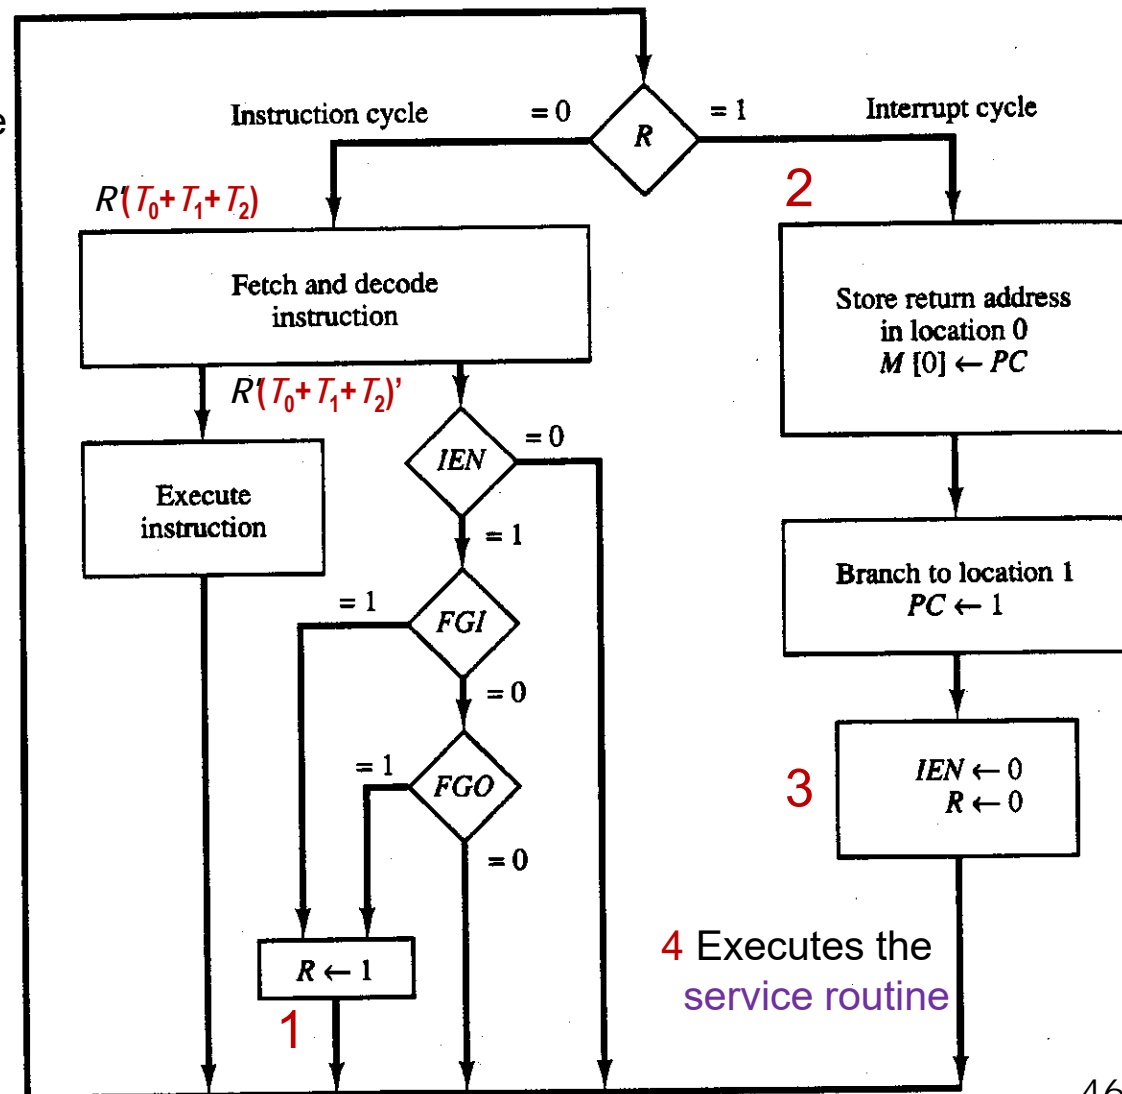 e
Instruction cycle
= 0
R
= 1
Interrupt cycle
R'(T0+T1+T2)
2
Fetch and decode
instruction
Store return address
in location 0
M [0] ← PC
R'(T0+T1+T2)'
IEN
= 0
Execute
instruction
= 1
Branch to location 1
PC ← 1
= 1
FGI
= 0
3
IEN ← 0
R ← 0
= 1
FGO
= 0
R ← 1
1
4 Executes the
service routine
46